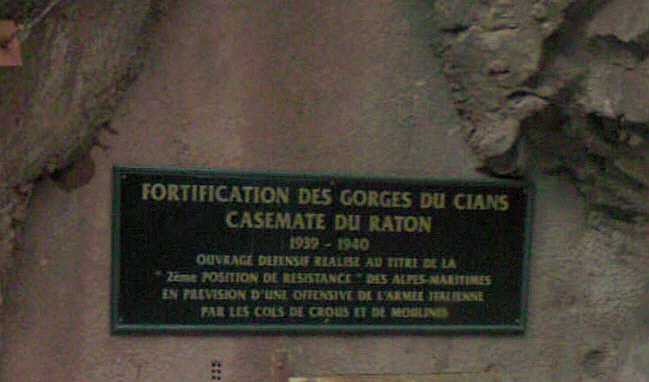 FORTIFICATION DES GORGES DU CIANS
CASEMATE DU RATON
1939 - 1940
OUVRAGE DEFENSIF REALISE AU TITRE DE LA
" 2ème POSITION DE RESISTANCE " DES ALPES-MARITIMES
EN PREVISION D'UNE OFFENSIVE DE L'ARMEE ITALIENNE
PAR LES COLS DE CROUS ET DE MOULINES